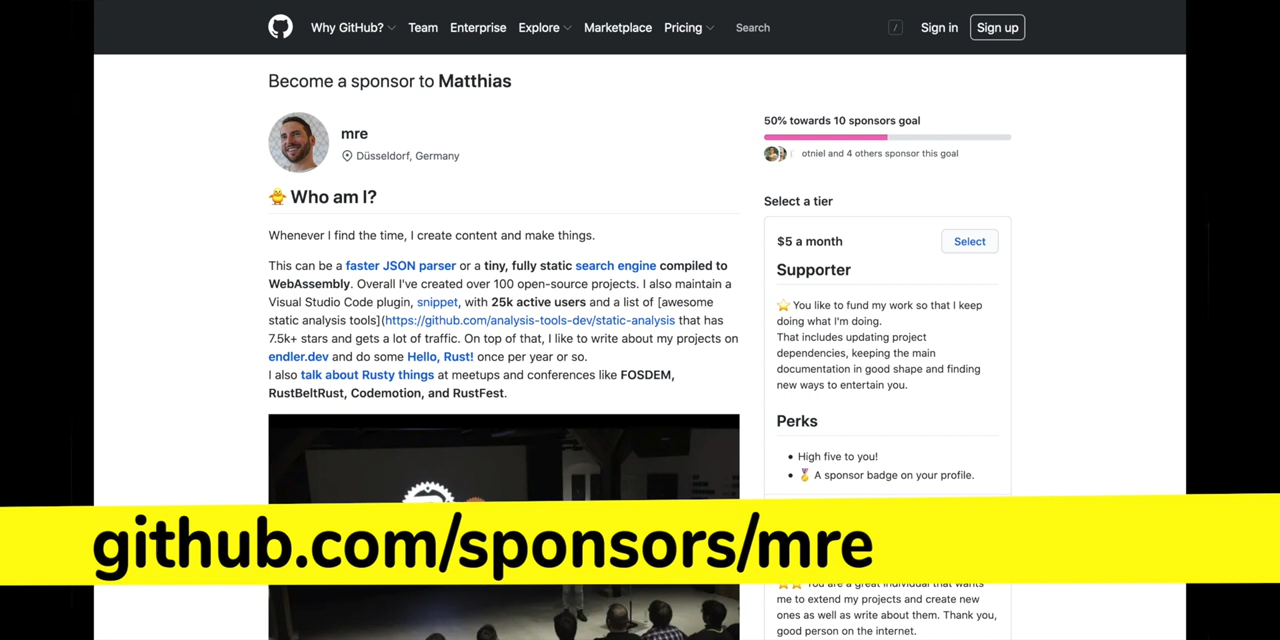 Why GitHub? Team Enterprise Explore Marketplace Pricing Search / Sign in Sign up
Become a sponsor to Matthias
mre
Düsseldorf, Germany
🐥 Who am I?
Whenever I find the time, I create content and make things.
This can be a faster JSON parser or a tiny, fully static search engine compiled to
WebAssembly. Overall I've created over 100 open-source projects. I also maintain a
Visual Studio Code plugin, snippet, with 25k active users and a list of [awesome
static analysis tools](https://github.com/analysis-tools-dev/static-analysis that has
7.5k+ stars and gets a lot of traffic. On top of that, I like to write about my projects on
endler.dev and do some Hello, Rust! once per year or so.
I also talk about Rusty things at meetups and conferences like FOSDEM,
RustBeltRust, Codemotion, and RustFest.
50% towards 10 sponsors goal
otniel and 4 others sponsor this goal
Select a tier
$5 a month Select
Supporter
⭐ You like to fund my work so that I keep
doing what I'm doing.
That includes updating project
dependencies, keeping the main
documentation in good shape and finding
new ways to entertain you.
Perks
• High five to you!
• 🏅 A sponsor badge on your profile.
github.com/sponsors/mre
⭐⭐ You are a great individual that wants
me to extend my projects and create new
ones as well as write about them. Thank you,
good person on the internet.